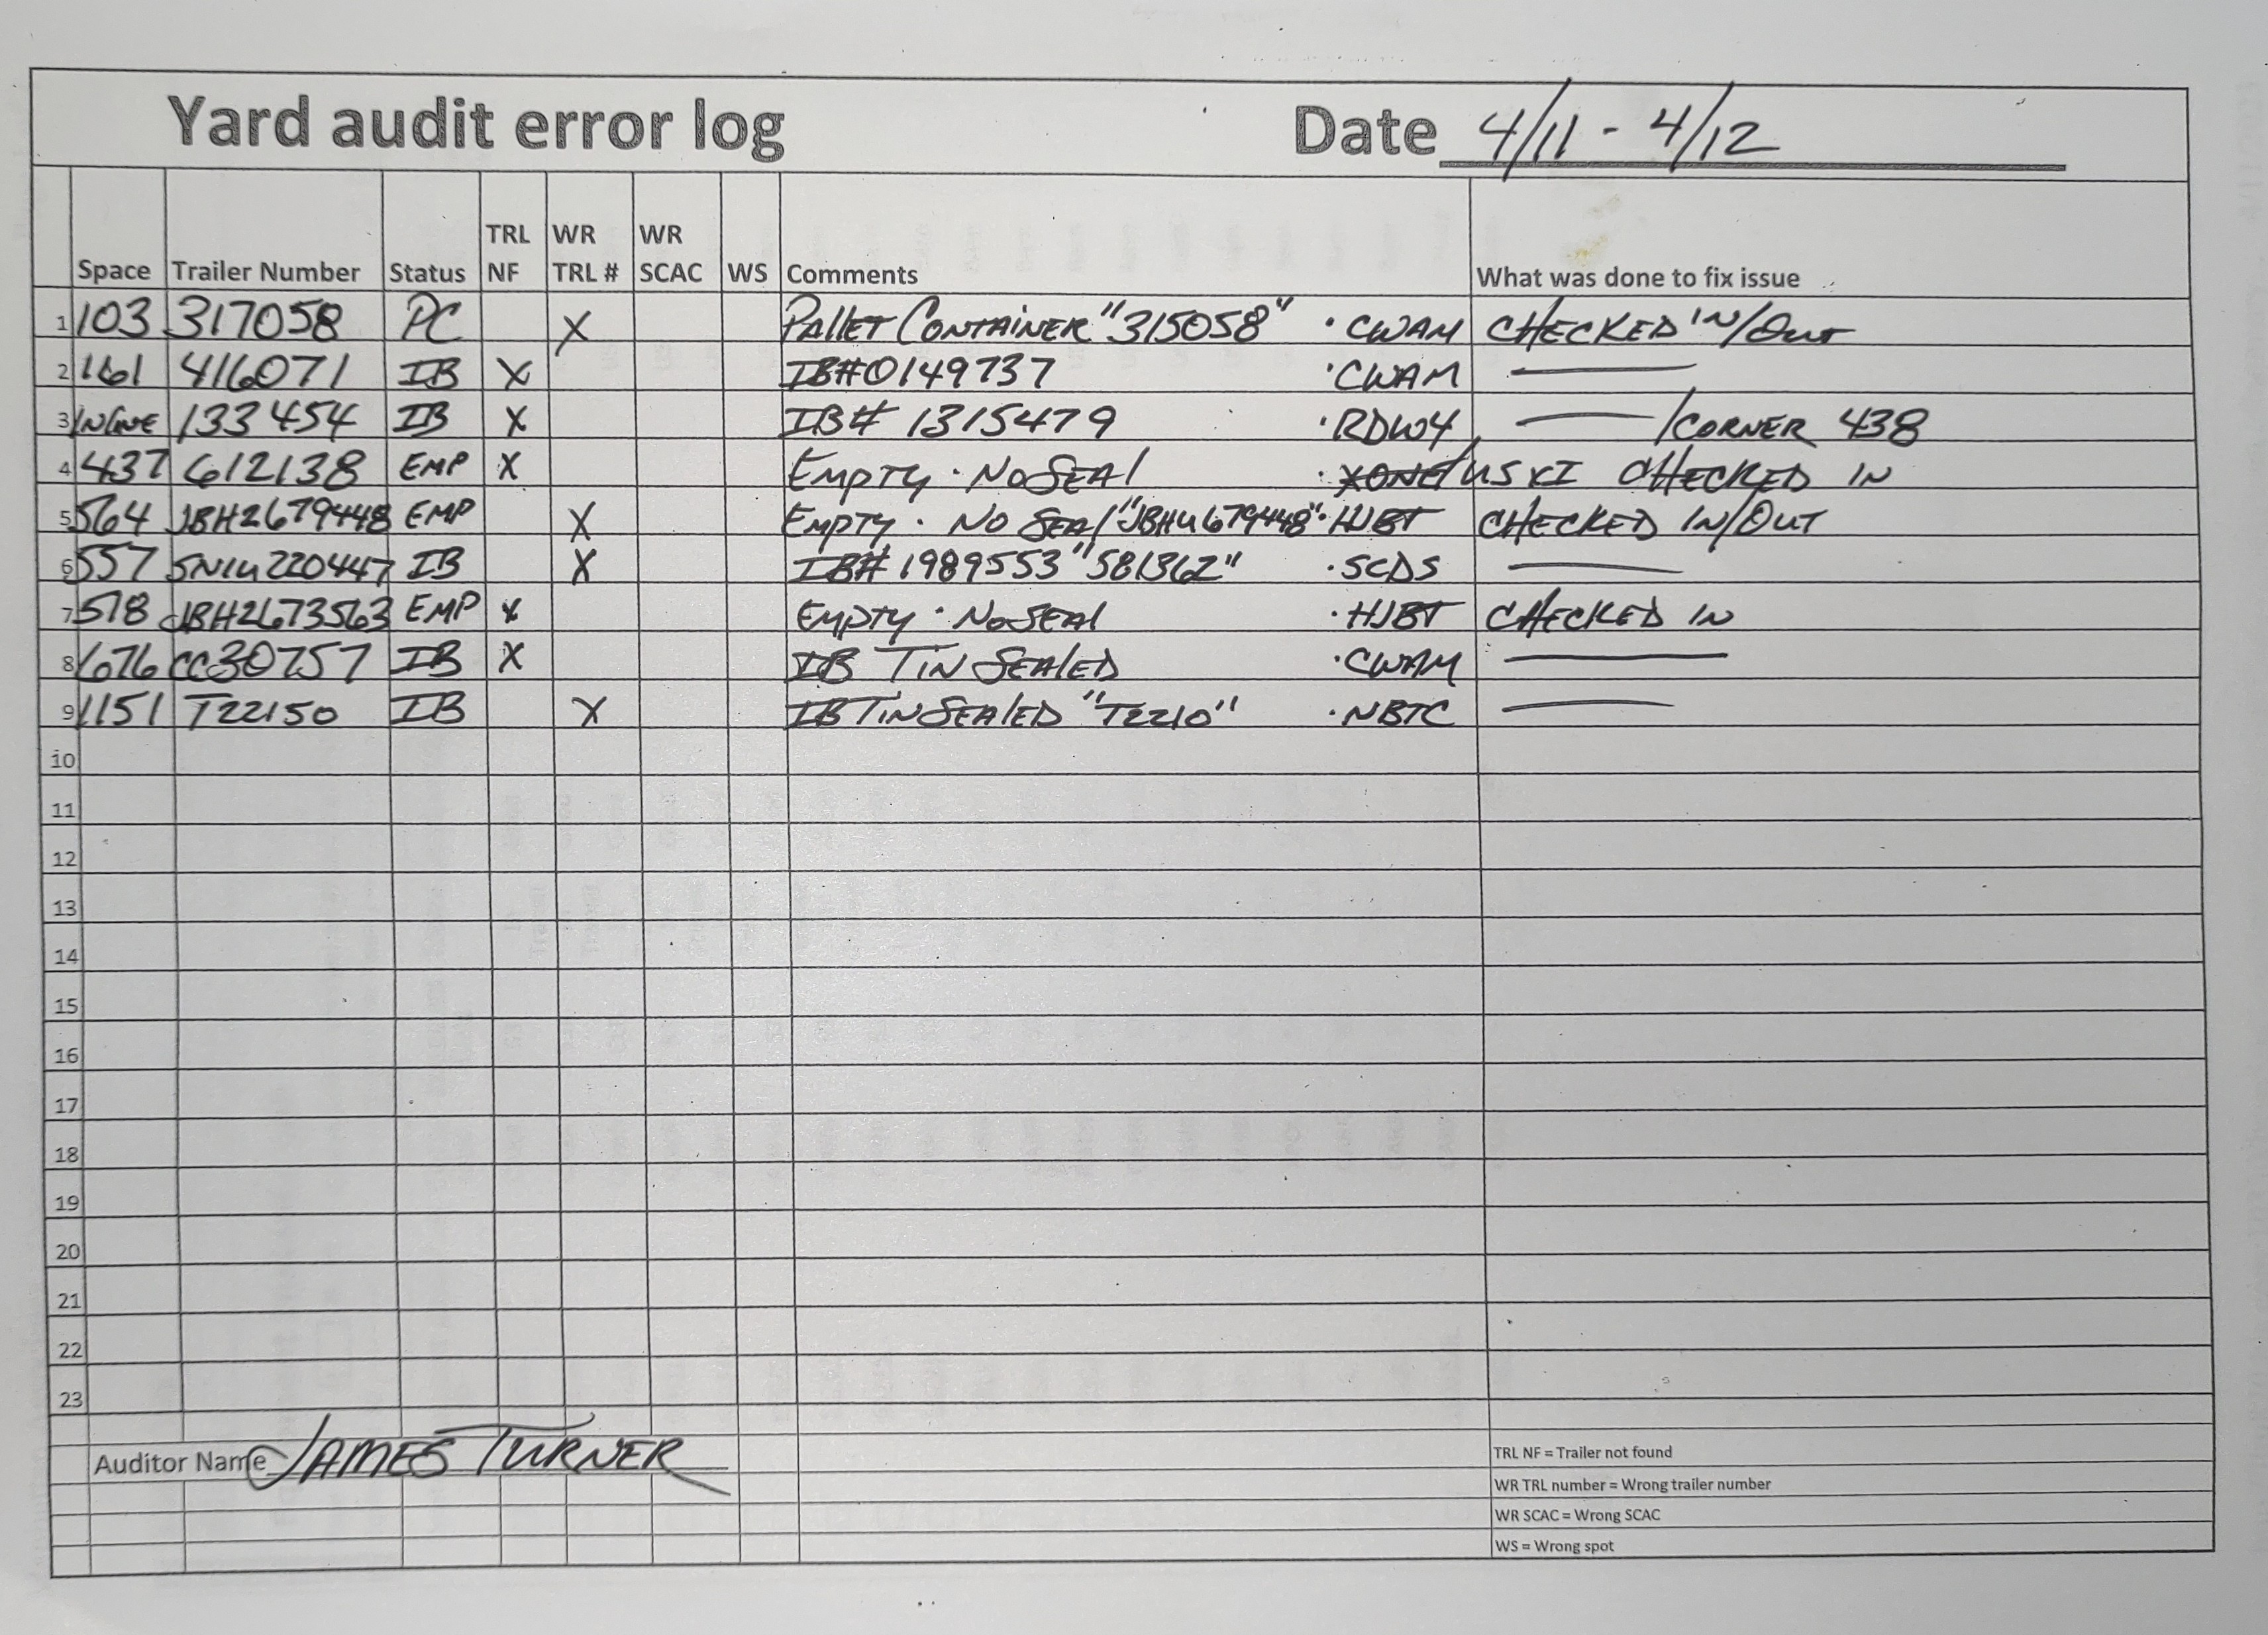 Yard audit error log Date 4/11 - 4/12
Space Trailer Number Status TRL NF WR TRL # WR SCAC WS Comments What was done to fix issue
1 103 317058 PC X PALLET CONTAINER "315058" · CWAM CHECKED IN/OUT
2 161 416071 IB X IB# 0149737 · CWAM ———
3 INLINE 133454 IB X IB# 1315479 · RDW4 ——— /CORNER 438
4 437 612138 EMP X EMPTY · NO SEAL · USXI CHECKED IN
5 564 JBH2679448 EMP X EMPTY · NO SEAL "JBHU679448" · HJBT CHECKED IN/OUT
6 557 SNLU220447 IB X IB# 1989553 "581362" · SCDS ———
7 518 JBH2673563 EMP X EMPTY · NO SEAL · HJBT CHECKED IN
8 1676 CC30757 IB X IB TIN SEALED · CWAM ———
9 1151 T22150 IB X IB TIN SEALED "T2210" · NBTC ———
10
11
12
13
14
15
16
17
18
19
20
21
22
23
Auditor Name JAMES TURNER
TRL NF = Trailer not found
WR TRL number = Wrong trailer number
WR SCAC = Wrong SCAC
WS = Wrong spot